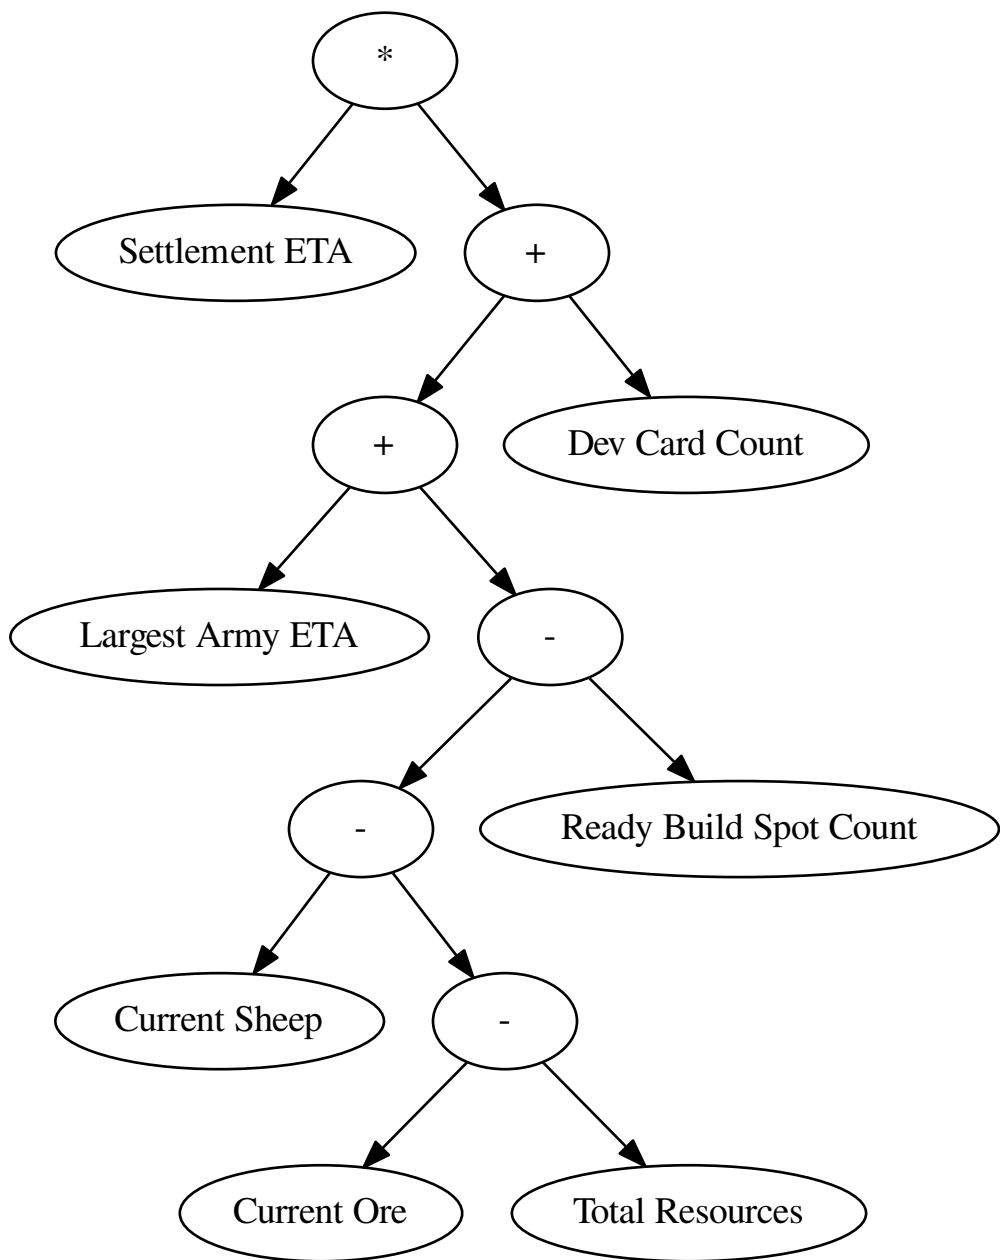 *
Settlement ETA
+
+
Dev Card Count
Largest Army ETA
-
-
Ready Build Spot Count
Current Sheep
-
Current Ore
Total Resources